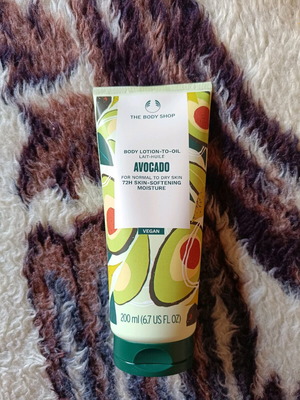 THE BODY SHOP
BODY LOTION-TO-OIL
LAIT-HUILE
AVOCADO
FOR NORMAL TO DRY SKIN
72H SKIN-SOFTENING
MOISTURE
VEGAN
200 ml (6.7 US FL OZ)